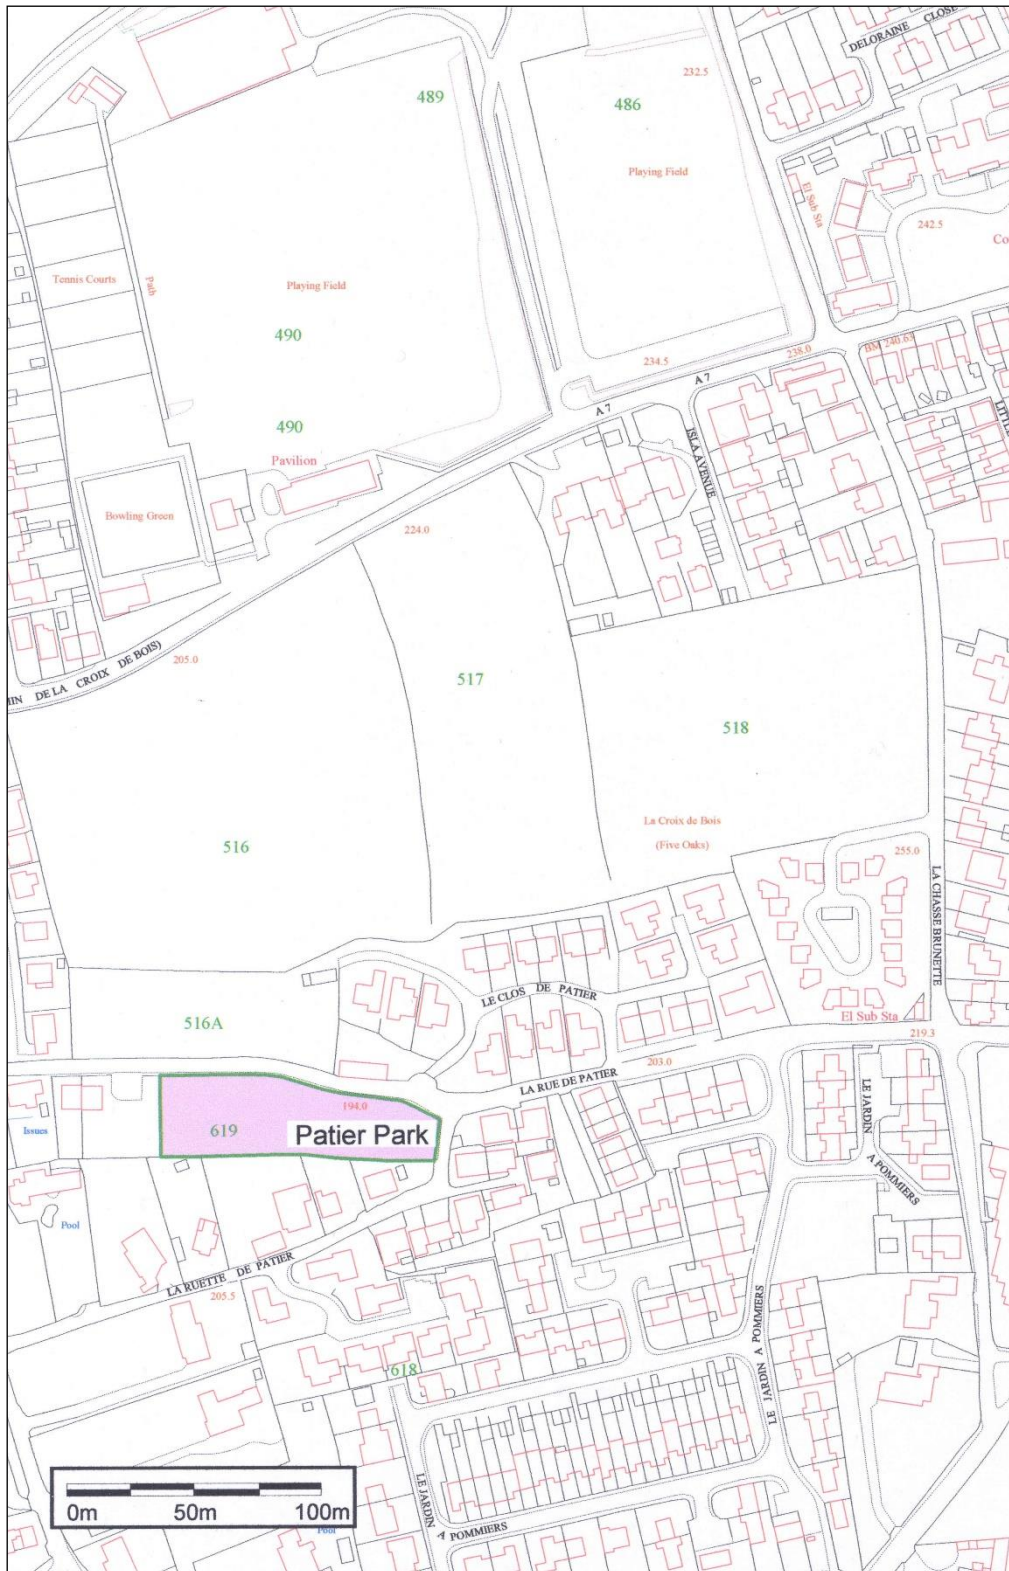 DELORAINE CLOSE
232.5
489
486
Playing Field
El Sub Sta
242.5
Co
Tennis Courts
Path
Playing Field
490
234.5
238.0
BM 240.63
A 7
A 7
LITTLE
490
ISLA AVENUE
Pavilion
Bowling Green
224.0
205.0
IIN DE LA CROIX DE BOIS)
517
518
La Croix de Bois
(Five Oaks)
516
255.0
LA CHASSE BRUNETTE
LE CLOS DE PATIER
516A
El Sub Sta
219.3
203.0
LA RUE DE PATIER
LE JARDIN
A POMMIERS
194.0
619
Patier Park
Issues
Pool
LA RUETTE DE PATIER
205.5
LE JARDIN A POMMIERS
618
LE JARDIN
A POMMIERS
0m 50m 100m
Pool